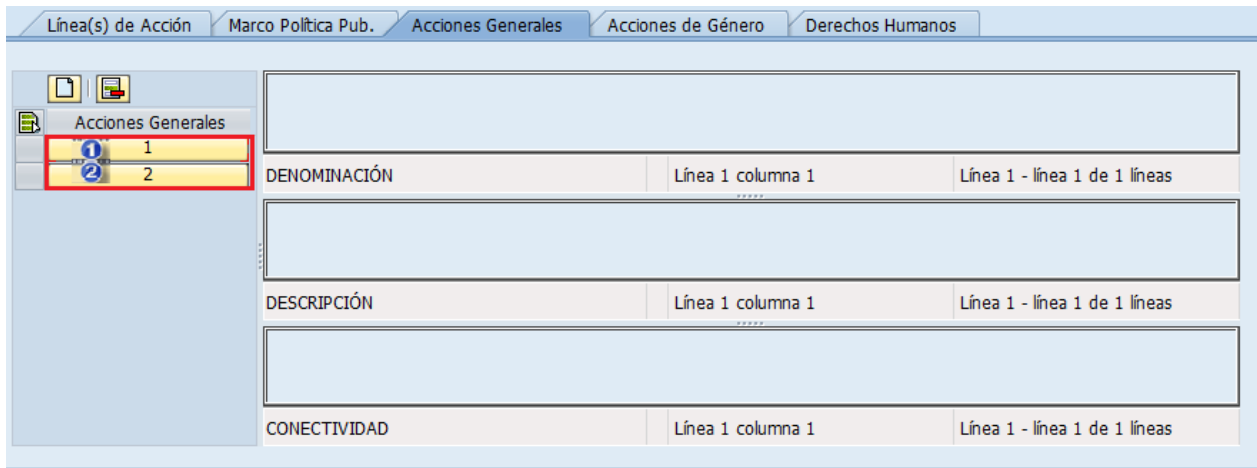 Línea(s) de Acción Marco Política Pub. Acciones Generales Acciones de Género Derechos Humanos
Acciones Generales
1 1
2 2
DENOMINACIÓN Línea 1 columna 1 Línea 1 - línea 1 de 1 líneas
DESCRIPCIÓN Línea 1 columna 1 Línea 1 - línea 1 de 1 líneas
CONECTIVIDAD Línea 1 columna 1 Línea 1 - línea 1 de 1 líneas